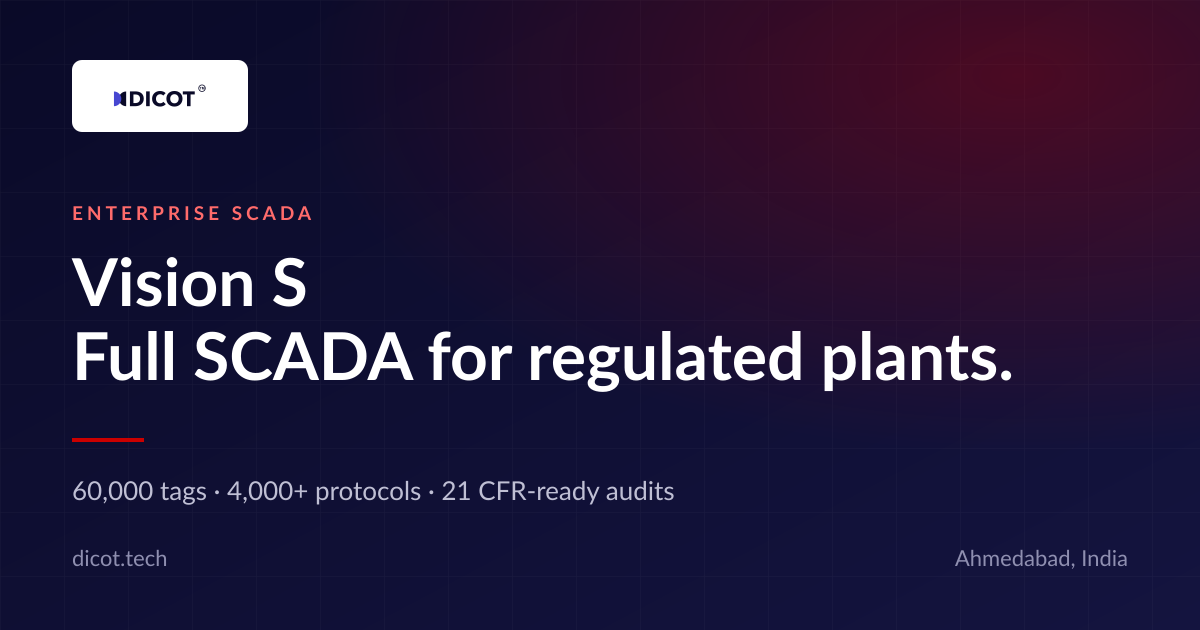 DICOT
ENTERPRISE SCADA
Vision S
Full SCADA for regulated plants.
60,000 tags · 4,000+ protocols · 21 CFR-ready audits
dicot.tech
Ahmedabad, India